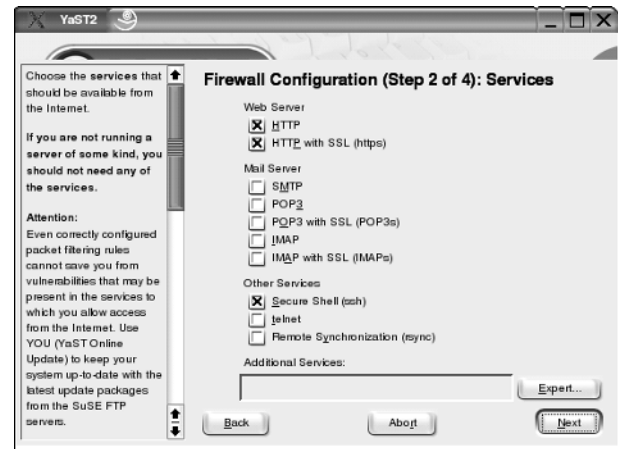 YaST2
Choose the services that
should be available from
the Internet.
If you are not running a
server of some kind, you
should not need any of
the services.
Attention:
Even correctly configured
packet filtering rules
cannot save you from
vulnerabilities that may be
present in the services to
which you allow access
from the Internet. Use
YOU (YaST Online
Update) to keep your
system up-to-date with the
latest update packages
from the SuSE FTP
servers.
Firewall Configuration (Step 2 of 4): Services
Web Server
HTTP
HTTP with SSL (https)
Mail Server
SMTP
POP3
POP3 with SSL (POP3s)
IMAP
IMAP with SSL (IMAPs)
Other Services
Secure Shell (ssh)
telnet
Remote Synchronization (rsync)
Additional Services:
Expert...
Back
Abort
Next